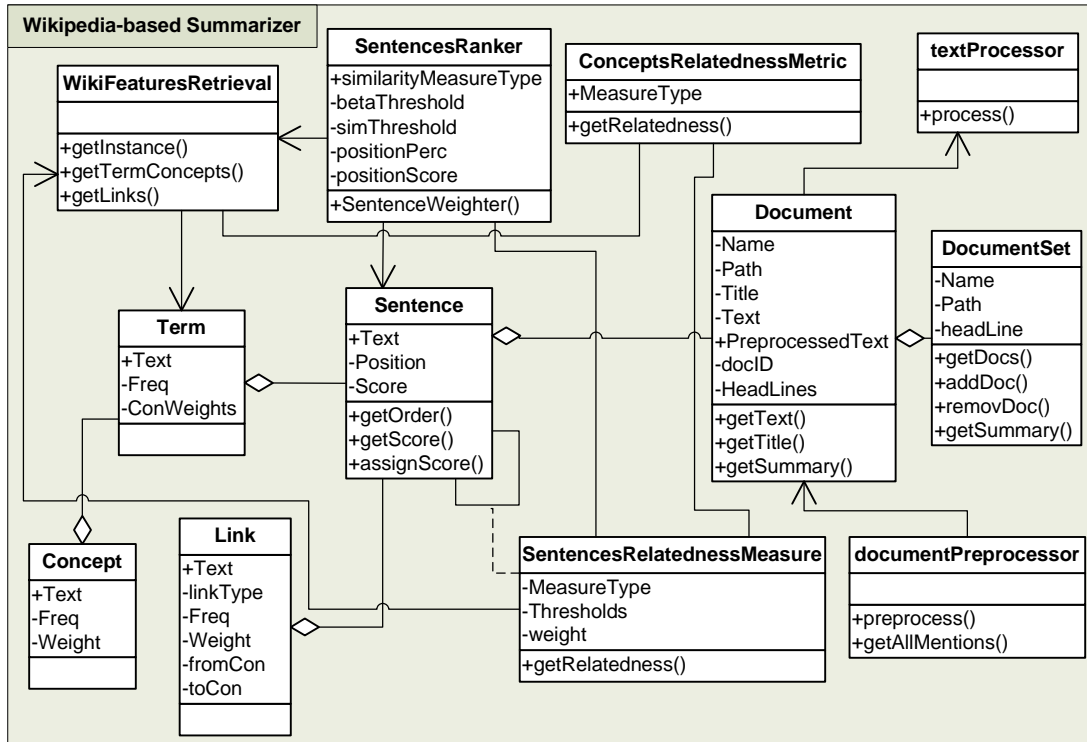 Wikipedia-based Summarizer
WikiFeaturesRetrieval
+getInstance()
+getTermConcepts()
+getLinks()
SentencesRanker
+similarityMeasureType
-betaThreshold
-simThreshold
-positionPerc
-positionScore
+SentenceWeighter()
ConceptsRelatednessMetric
+MeasureType
+getRelatedness()
textProcessor
+process()
Document
-Name
-Path
-Title
-Text
+PreprocessedText
-docID
-HeadLines
+getText()
+getTitle()
+getSummary()
DocumentSet
-Name
-Path
-headLine
+getDocs()
+addDoc()
+removDoc()
+getSummary()
Term
+Text
-Freq
-ConWeights
Sentence
+Text
-Position
-Score
+getOrder()
+getScore()
+assignScore()
Concept
+Text
-Freq
-Weight
Link
+Text
-linkType
-Freq
-Weight
-fromCon
-toCon
SentencesRelatednessMeasure
-MeasureType
-Thresholds
-weight
+getRelatedness()
documentPreprocessor
+preprocess()
+getAllMentions()